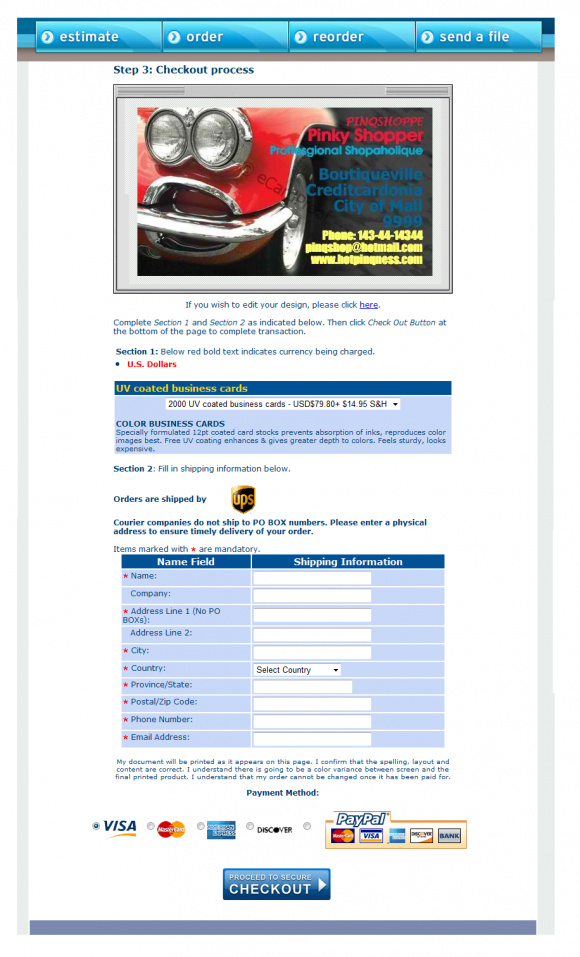 estimate
order
reorder
send a file
Step 3: Checkout process
PINQSHOPPE
Pinky Shopper
Professgional Shopaholique
Boutiqueville
Creditcardonia
City of Mall
9999
Phone: 143-44-14344
pinqshop@hotmail.com
www.hotpinqness.com
If you wish to edit your design, please click here.
Complete Section 1 and Section 2 as indicated below. Then click Check Out Button at
the bottom of the page to complete transaction.
Section 1: Below red bold text indicates currency being charged.
• U.S. Dollars
UV coated business cards
2000 UV coated business cards - USD$79.80+ $14.95 S&H
COLOR BUSINESS CARDS
Specially formulated 12pt coated card stocks prevents absorption of inks, reproduces color
images best. Free UV coating enhances & gives greater depth to colors. Feels sturdy, looks
expensive.
Section 2: Fill in shipping information below.
Orders are shipped by
ups
Courier companies do not ship to PO BOX numbers. Please enter a physical
address to ensure timely delivery of your order.
Items marked with * are mandatory.
Name Field
Shipping Information
* Name:
Company:
* Address Line 1 (No PO
BOXs):
Address Line 2:
* City:
* Country:
Select Country
* Province/State:
* Postal/Zip Code:
* Phone Number:
* Email Address:
My document will be printed as it appears on this page. I confirm that the spelling, layout and
content are correct. I understand there is going to be a color variance between screen and the
final printed product. I understand that my order cannot be changed once it has been paid for.
Payment Method:
VISA
MasterCard
AMERICAN EXPRESS
DISCOVER
PayPal
MasterCard
VISA
DISCOVER
BANK
PROCEED TO SECURE
CHECKOUT